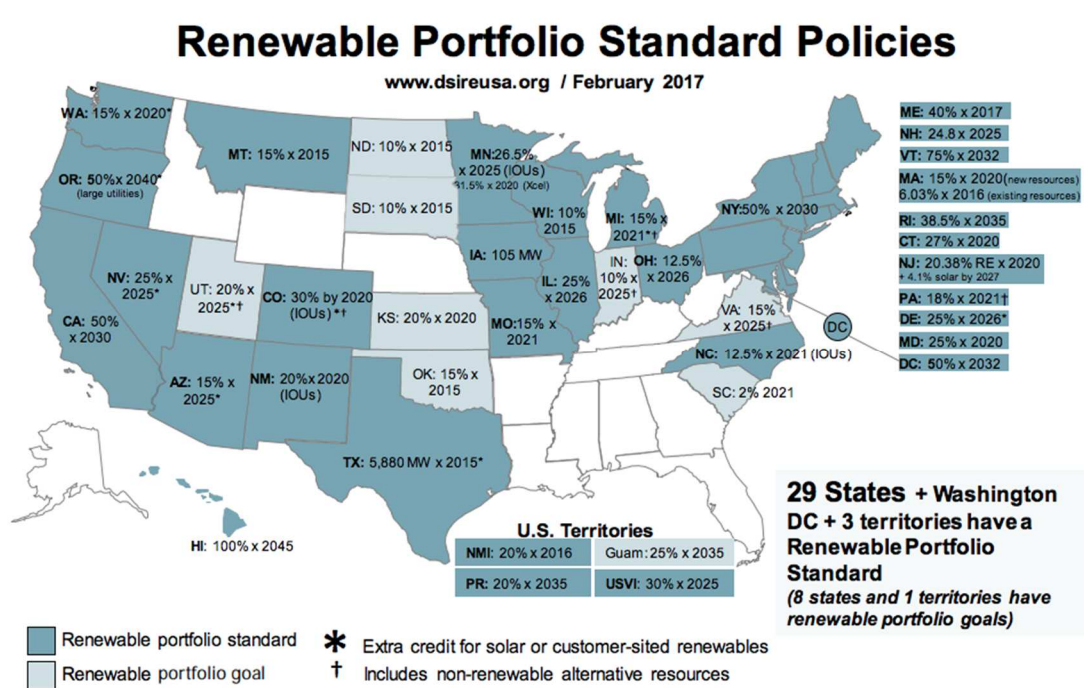 Renewable Portfolio Standard Policies
www.dsireusa.org / February 2017
WA: 15% x 2020*
OR: 50% x 2040*
(large utilities)
MT: 15% x 2015
ND: 10% x 2015
SD: 10% x 2015
MN:26.5%
x 2025 (IOUs)
31.5% x 2020 (Xcel)
WI: 10%
2015
MI: 15% x
2021*†
NY:50% x 2030
IA: 105 MW
IN:
10% x
2025†
OH: 12.5%
x 2026
IL: 25%
x 2026
NV: 25% x
2025*
UT: 20% x
2025*†
CO: 30% by 2020
(IOUs) *†
KS: 20% x 2020
MO:15% x
2021
VA: 15%
x 2025†
DC
CA: 50%
x 2030
NC: 12.5% x 2021 (IOUs)
AZ: 15% x
2025*
NM: 20%x 2020
(IOUs)
OK: 15% x
2015
SC: 2% 2021
TX: 5,880 MW x 2015*
HI: 100% x 2045
ME: 40% x 2017
NH: 24.8 x 2025
VT: 75% x 2032
MA: 15% x 2020(new resources)
6.03% x 2016 (existing resources)
RI: 38.5% x 2035
CT: 27% x 2020
NJ: 20.38% RE x 2020
+ 4.1% solar by 2027
PA: 18% x 2021†
DE: 25% x 2026*
MD: 25% x 2020
DC: 50% x 2032
U.S. Territories
NMI: 20% x 2016
Guam: 25% x 2035
PR: 20% x 2035
USVI: 30% x 2025
29 States + Washington
DC + 3 territories have a
Renewable Portfolio
Standard
(8 states and 1 territories have
renewable portfolio goals)
Renewable portfolio standard
Renewable portfolio goal
* Extra credit for solar or customer-sited renewables
† Includes non-renewable alternative resources